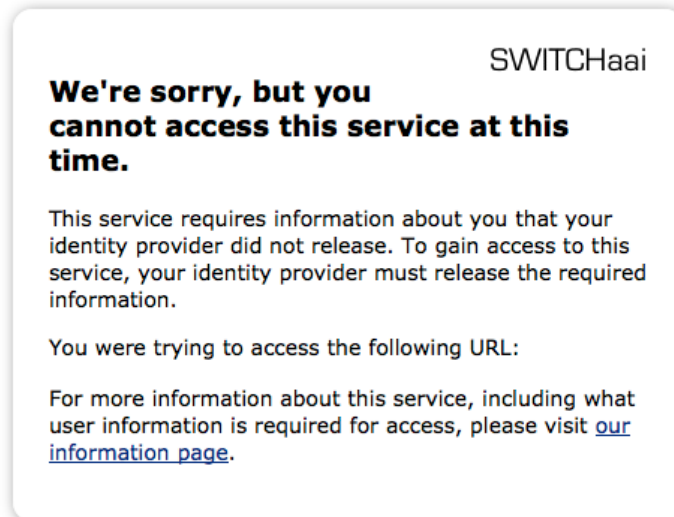 SWITCHaai
We're sorry, but you
cannot access this service at this
time.
This service requires information about you that your
identity provider did not release. To gain access to this
service, your identity provider must release the required
information.
You were trying to access the following URL:
For more information about this service, including what
user information is required for access, please visit our
information page.